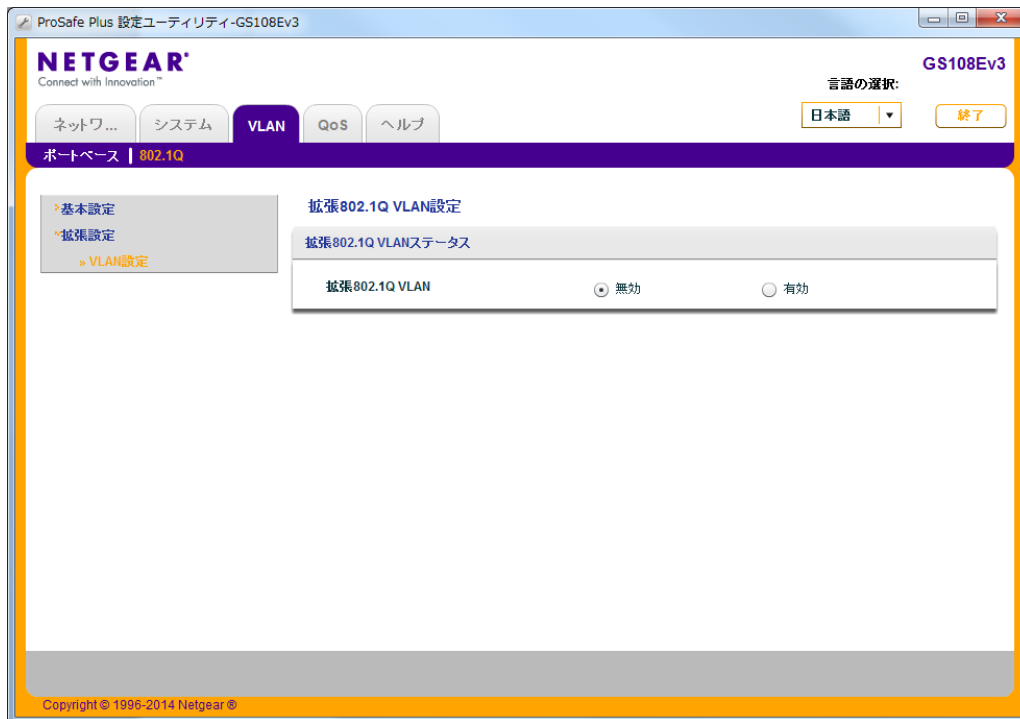 ProSafe Plus 設定ユーティリティ-GS108Ev3
NETGEAR®
Connect with Innovation™
GS108Ev3
言語の選択:
ネットワ... システム VLAN QoS ヘルプ 日本語 終了
ポートベース | 802.1Q
基本設定
拡張設定
» VLAN設定
拡張802.1Q VLAN設定
拡張802.1Q VLANステータス
拡張802.1Q VLAN 無効 有効
Copyright © 1996-2014 Netgear ®